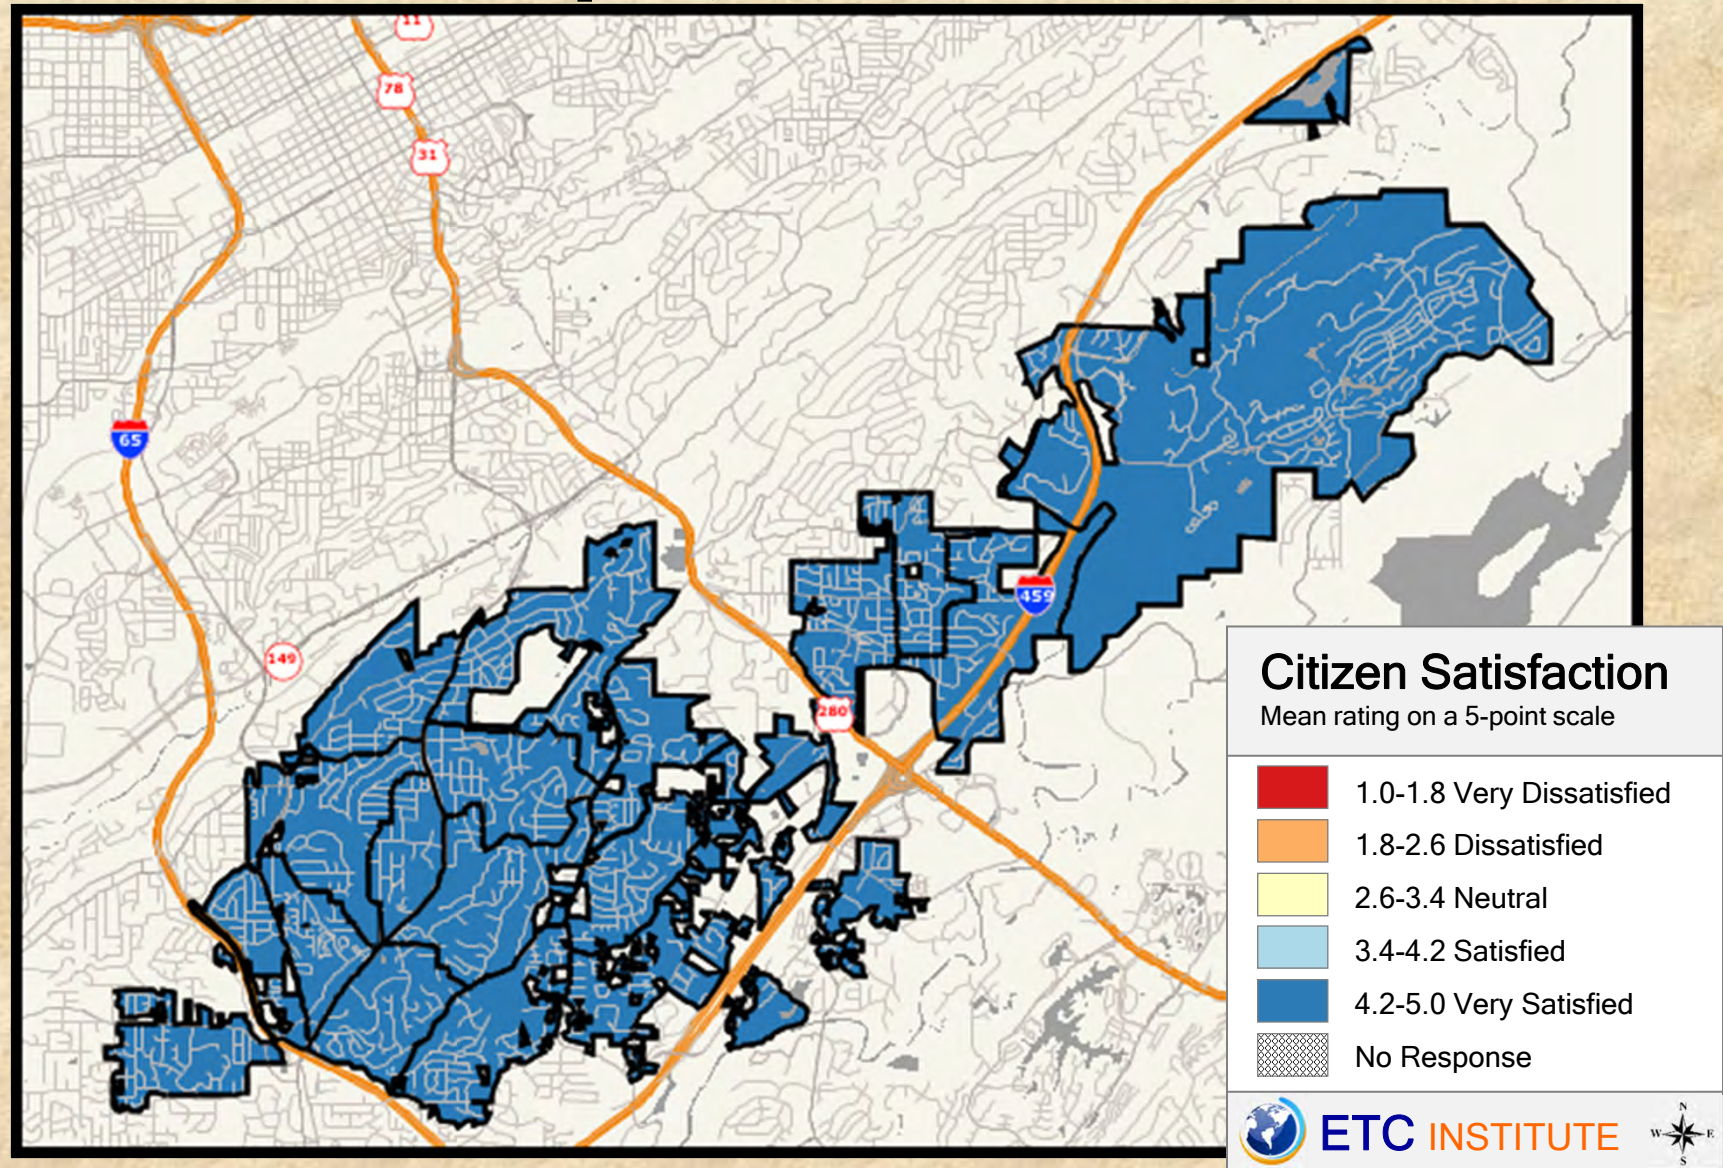 11
78
31
65
149
459
280
Citizen Satisfaction
Mean rating on a 5-point scale
1.0-1.8 Very Dissatisfied
1.8-2.6 Dissatisfied
2.6-3.4 Neutral
3.4-4.2 Satisfied
4.2-5.0 Very Satisfied
No Response
ETC INSTITUTE
N
W E
S